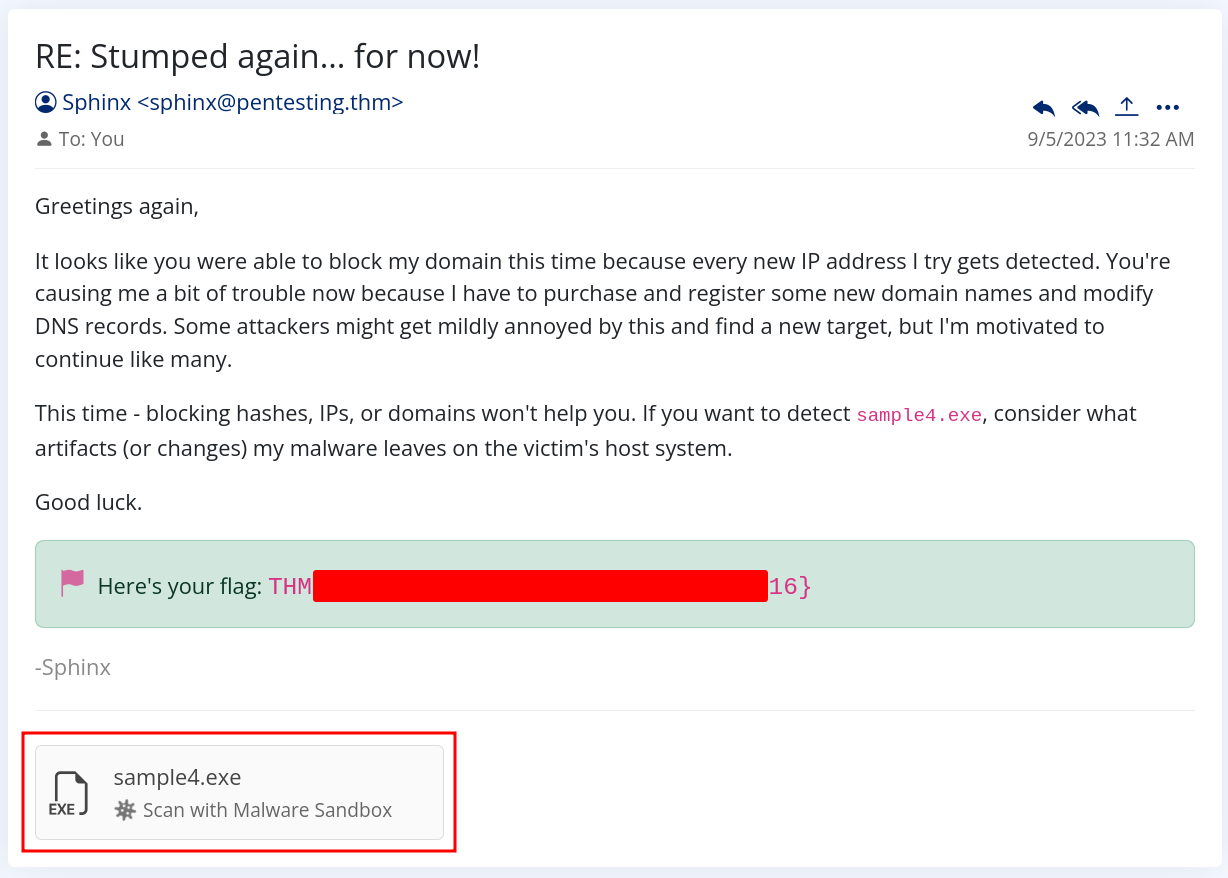 RE: Stumped again... for now!
Sphinx <sphinx@pentesting.thm>
To: You
9/5/2023 11:32 AM
Greetings again,
It looks like you were able to block my domain this time because every new IP address I try gets detected. You're
causing me a bit of trouble now because I have to purchase and register some new domain names and modify
DNS records. Some attackers might get mildly annoyed by this and find a new target, but I'm motivated to
continue like many.
This time - blocking hashes, IPs, or domains won't help you. If you want to detect sample4.exe, consider what
artifacts (or changes) my malware leaves on the victim's host system.
Good luck.
Here's your flag: THM 16}
-Sphinx
EXE
sample4.exe
Scan with Malware Sandbox